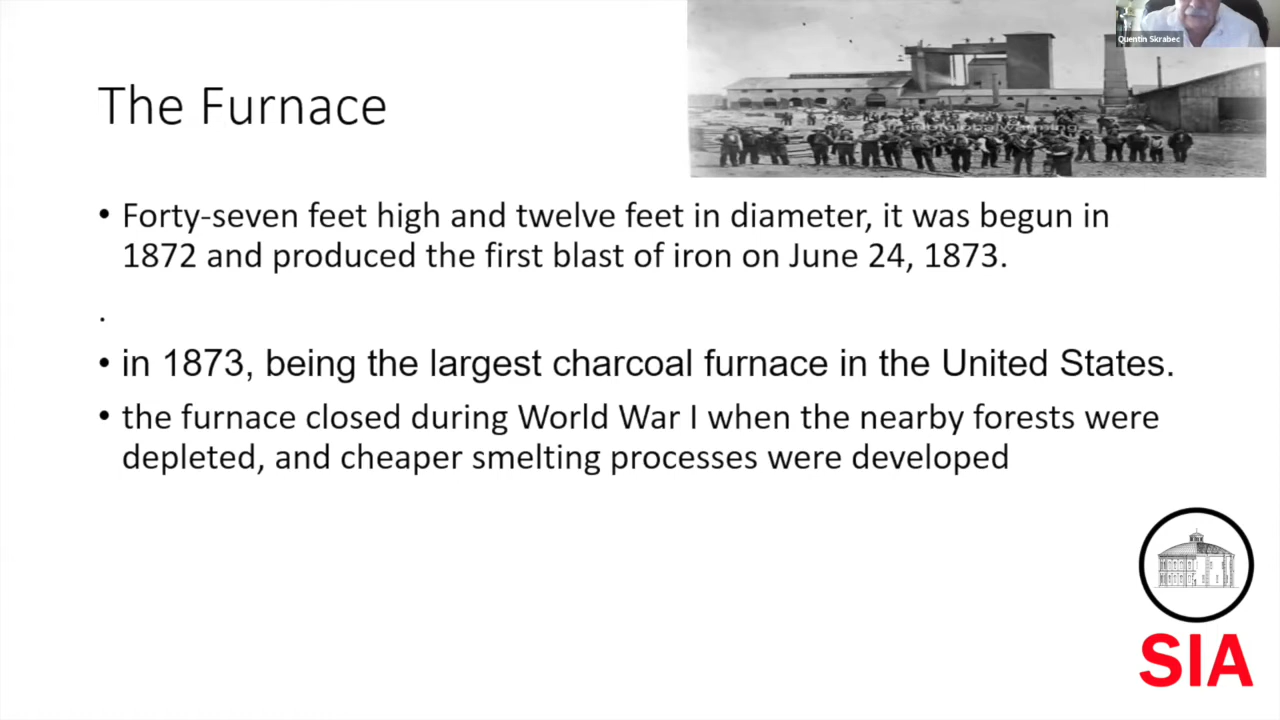 Quentin Skrabec
The Furnace
• Forty-seven feet high and twelve feet in diameter, it was begun in
1872 and produced the first blast of iron on June 24, 1873.
.
• in 1873, being the largest charcoal furnace in the United States.
• the furnace closed during World War I when the nearby forests were
depleted, and cheaper smelting processes were developed
SIA